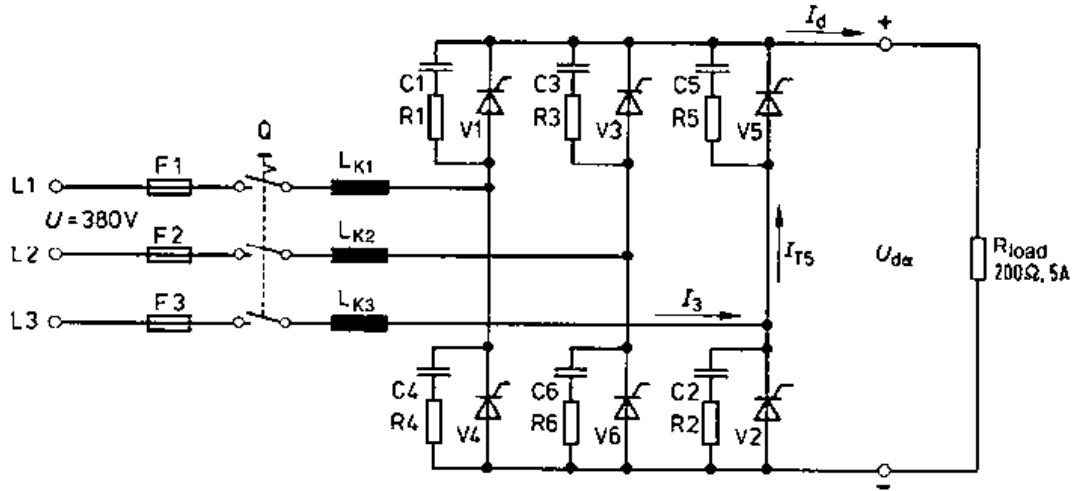 I_d
+
C1
R1
V1
C3
R3
V3
C5
R5
V5
Q
L1
F1
L_K1
U = 380V
L2
F2
L_K2
I_T5
U_dα
R_load
200Ω, 5A
L3
F3
L_K3
I_3
C4
R4
V4
C6
R6
V6
C2
R2
V2
−